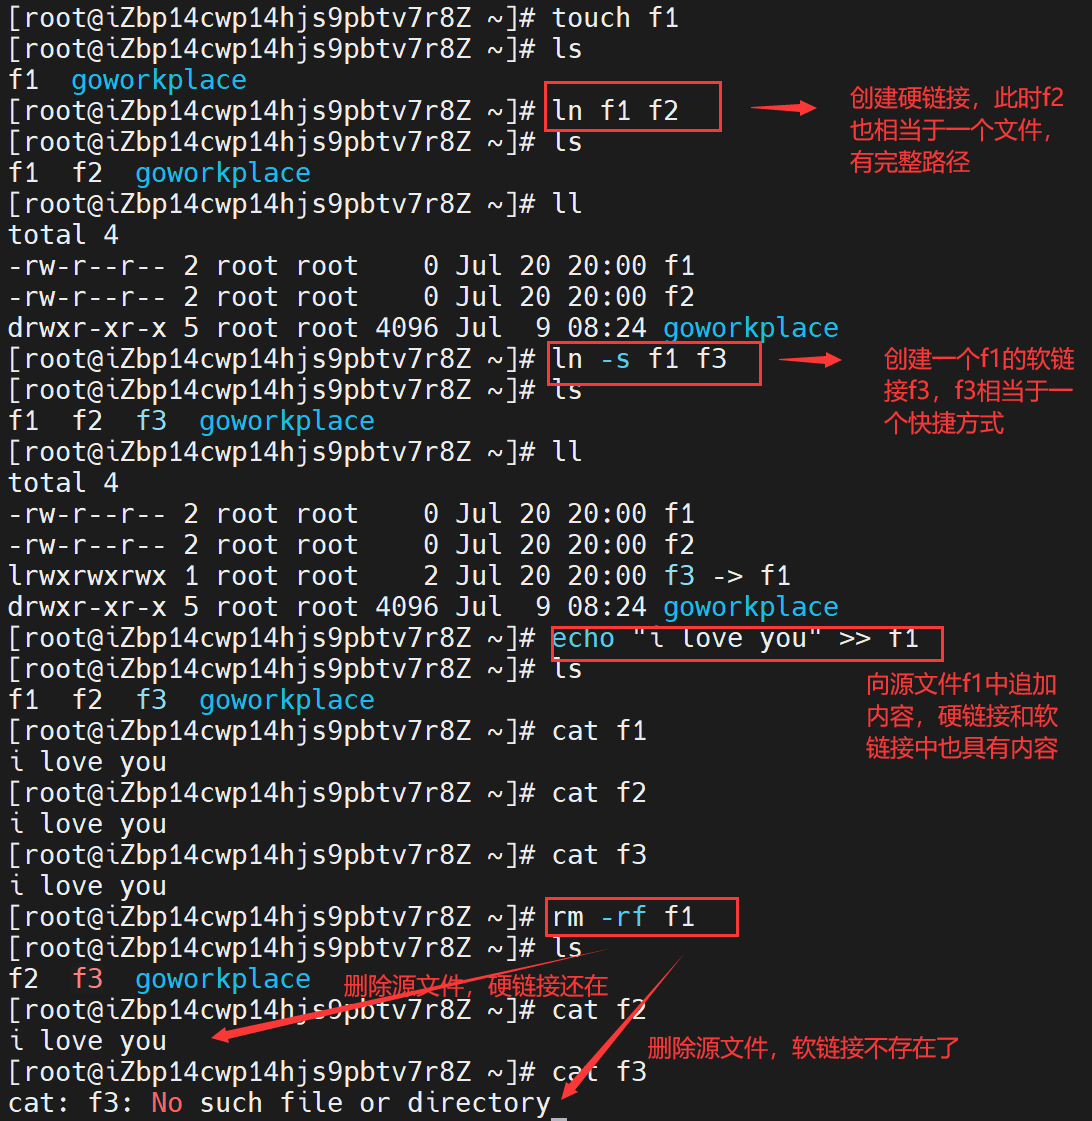 [root@iZbp14cwp14hjs9pbtv7r8Z ~]# touch f1
[root@iZbp14cwp14hjs9pbtv7r8Z ~]# ls
f1  goworkplace
[root@iZbp14cwp14hjs9pbtv7r8Z ~]# ln f1 f2
创建硬链接，此时f2
也相当于一个文件，
有完整路径
[root@iZbp14cwp14hjs9pbtv7r8Z ~]# ls
f1  f2  goworkplace
[root@iZbp14cwp14hjs9pbtv7r8Z ~]# ll
total 4
-rw-r--r-- 2 root root    0 Jul 20 20:00 f1
-rw-r--r-- 2 root root    0 Jul 20 20:00 f2
drwxr-xr-x 5 root root 4096 Jul  9 08:24 goworkplace
[root@iZbp14cwp14hjs9pbtv7r8Z ~]# ln -s f1 f3
创建一个f1的软链
接f3，f3相当于一
个快捷方式
[root@iZbp14cwp14hjs9pbtv7r8Z ~]# ls
f1  f2  f3  goworkplace
[root@iZbp14cwp14hjs9pbtv7r8Z ~]# ll
total 4
-rw-r--r-- 2 root root    0 Jul 20 20:00 f1
-rw-r--r-- 2 root root    0 Jul 20 20:00 f2
lrwxrwxrwx 1 root root    2 Jul 20 20:00 f3 -> f1
drwxr-xr-x 5 root root 4096 Jul  9 08:24 goworkplace
[root@iZbp14cwp14hjs9pbtv7r8Z ~]# echo "i love you" >> f1
[root@iZbp14cwp14hjs9pbtv7r8Z ~]# ls
f1  f2  f3  goworkplace
向源文件f1中追加
内容，硬链接和软
链接中也具有内容
[root@iZbp14cwp14hjs9pbtv7r8Z ~]# cat f1
i love you
[root@iZbp14cwp14hjs9pbtv7r8Z ~]# cat f2
i love you
[root@iZbp14cwp14hjs9pbtv7r8Z ~]# cat f3
i love you
[root@iZbp14cwp14hjs9pbtv7r8Z ~]# rm -rf f1
[root@iZbp14cwp14hjs9pbtv7r8Z ~]# ls
f2  f3  goworkplace
删除源文件，硬链接还在
[root@iZbp14cwp14hjs9pbtv7r8Z ~]# cat f2
i love you
删除源文件，软链接不存在了
[root@iZbp14cwp14hjs9pbtv7r8Z ~]# cat f3
cat: f3: No such file or directory